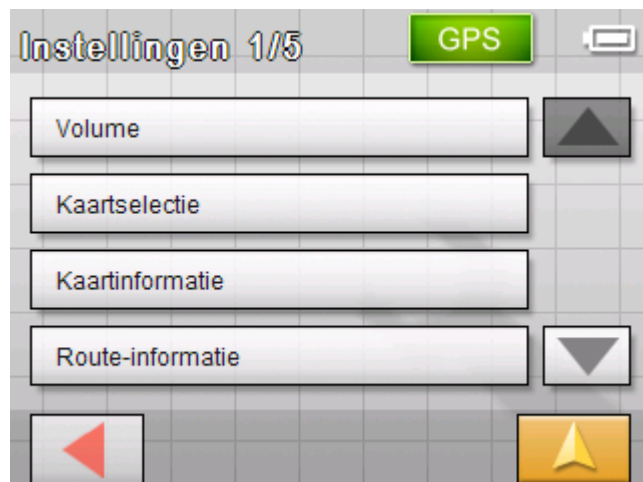 Instellingen 1/5
GPS
Volume
Kaartselectie
Kaartinformatie
Route-informatie